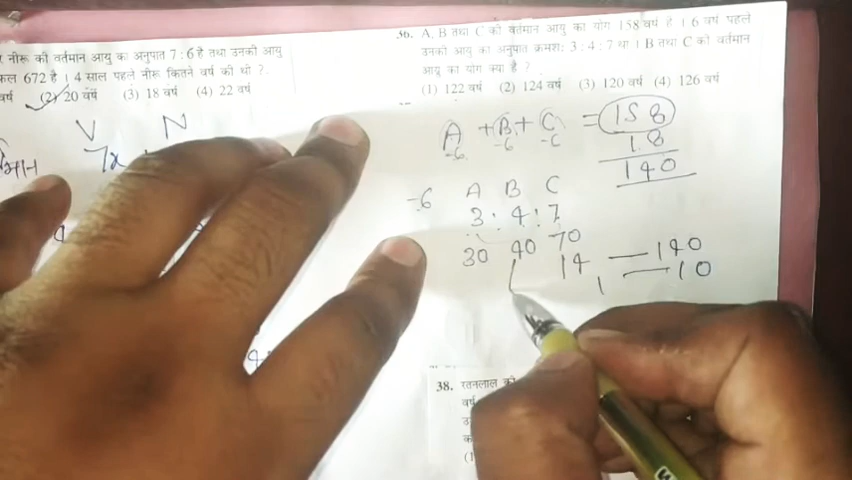 नीरू की वर्तमान आयु का अनुपात 7 : 6 है तथा उनकी आयु
672 है । 4 साल पहले नीरू कितने वर्ष की थी ?
वर्ष (2) 20 वर्ष (3) 18 वर्ष (4) 22 वर्ष
V N
7x
36. A, B तथा C की वर्तमान आयु का योग 158 वर्ष है । 6 वर्ष पहले
उनकी आयु का अनुपात क्रमशः 3 : 4 : 7 था । B तथा C की वर्तमान
आयु का योग क्या है ?
(1) 122 वर्ष (2) 124 वर्ष (3) 120 वर्ष (4) 126 वर्ष
A + B + C = 158
-6 -6 -6 18
140
-6 A B C
3 : 4 : 7
30 40 70
14 — 140
1 — 10
38. रतनलाल की
वर्ष